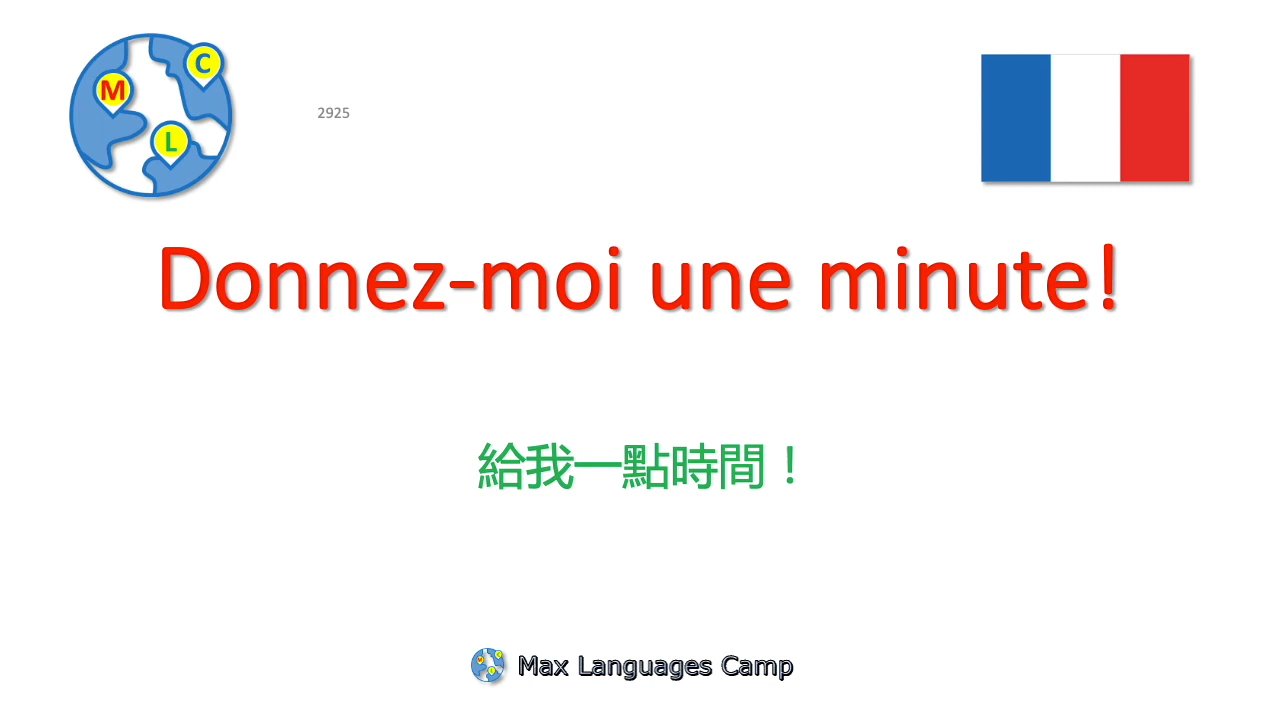 M
C
L
2925
Donnez-moi une minute!
給我一點時間！
Max Languages Camp